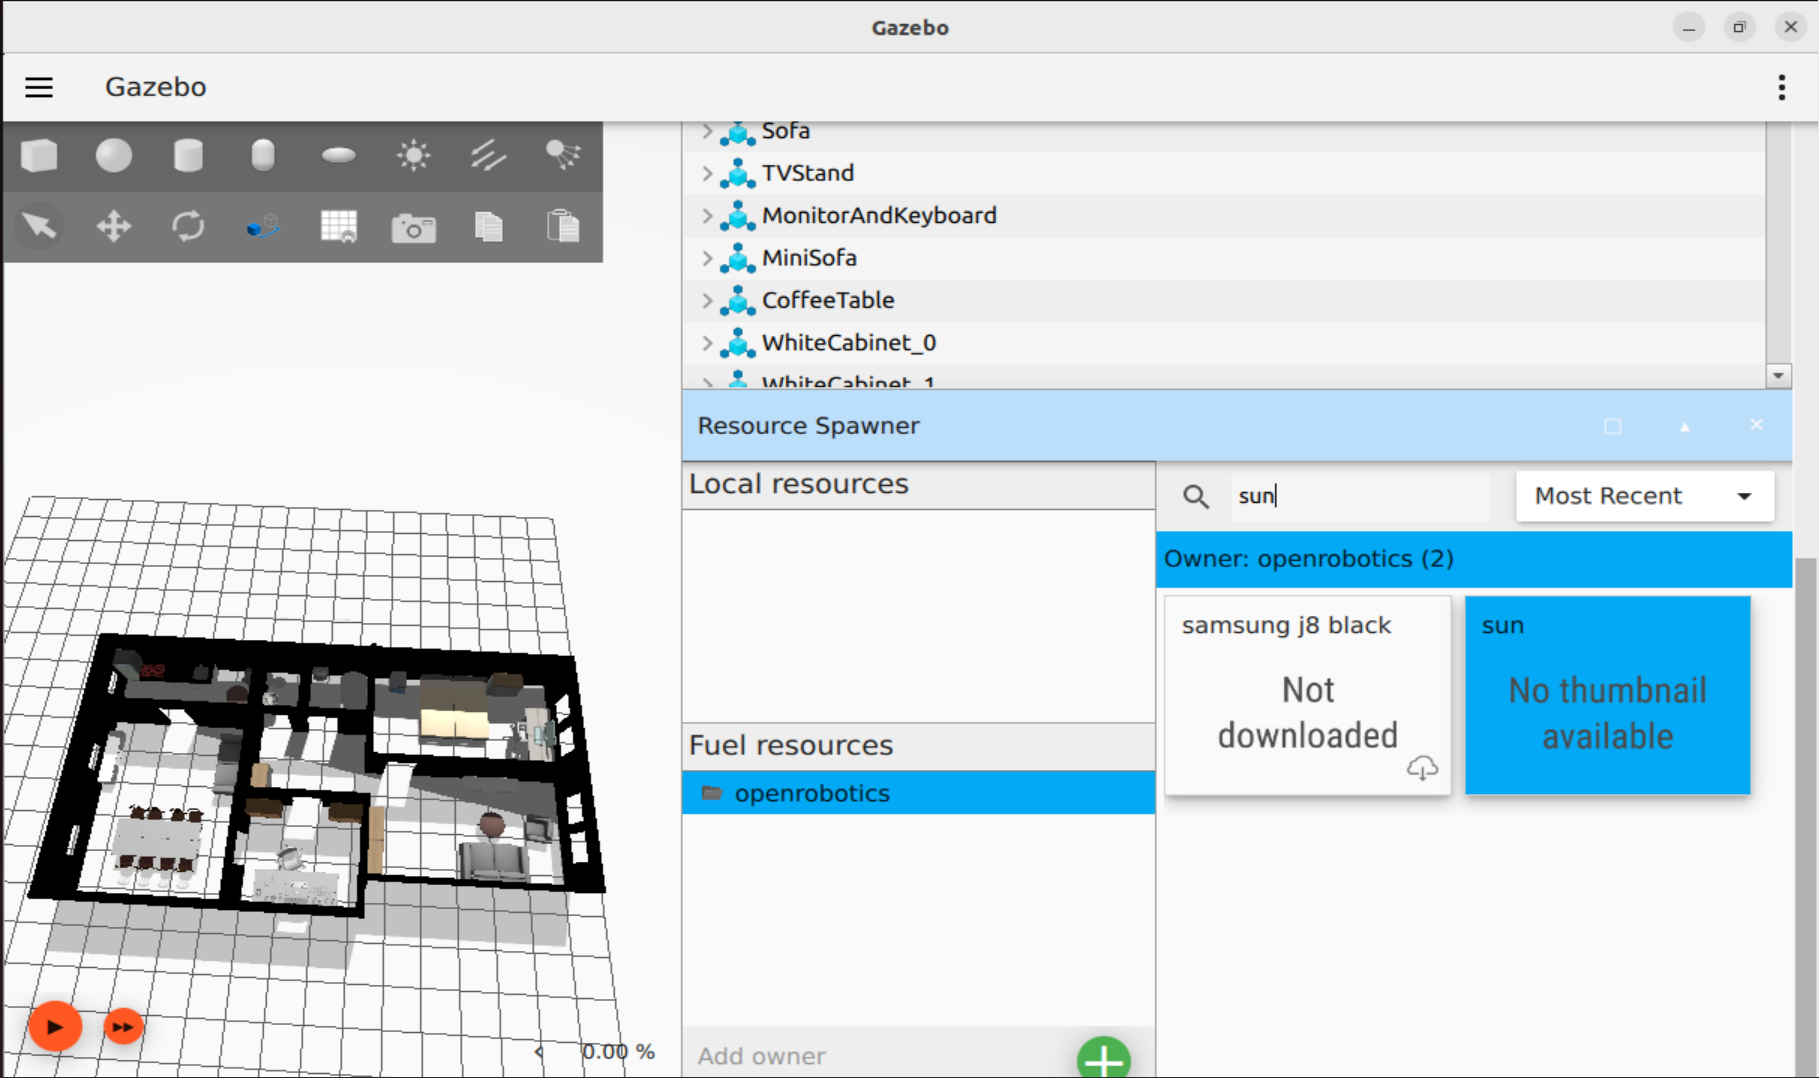 Gazebo
Gazebo
Sofa
TVStand
MonitorAndKeyboard
MiniSofa
CoffeeTable
WhiteCabinet_0
WhiteCabinet_1
Resource Spawner
Local resources
sun
Most Recent
Owner: openrobotics (2)
samsung j8 black
Not
downloaded
sun
No thumbnail
available
Fuel resources
openrobotics
0.00 %
Add owner